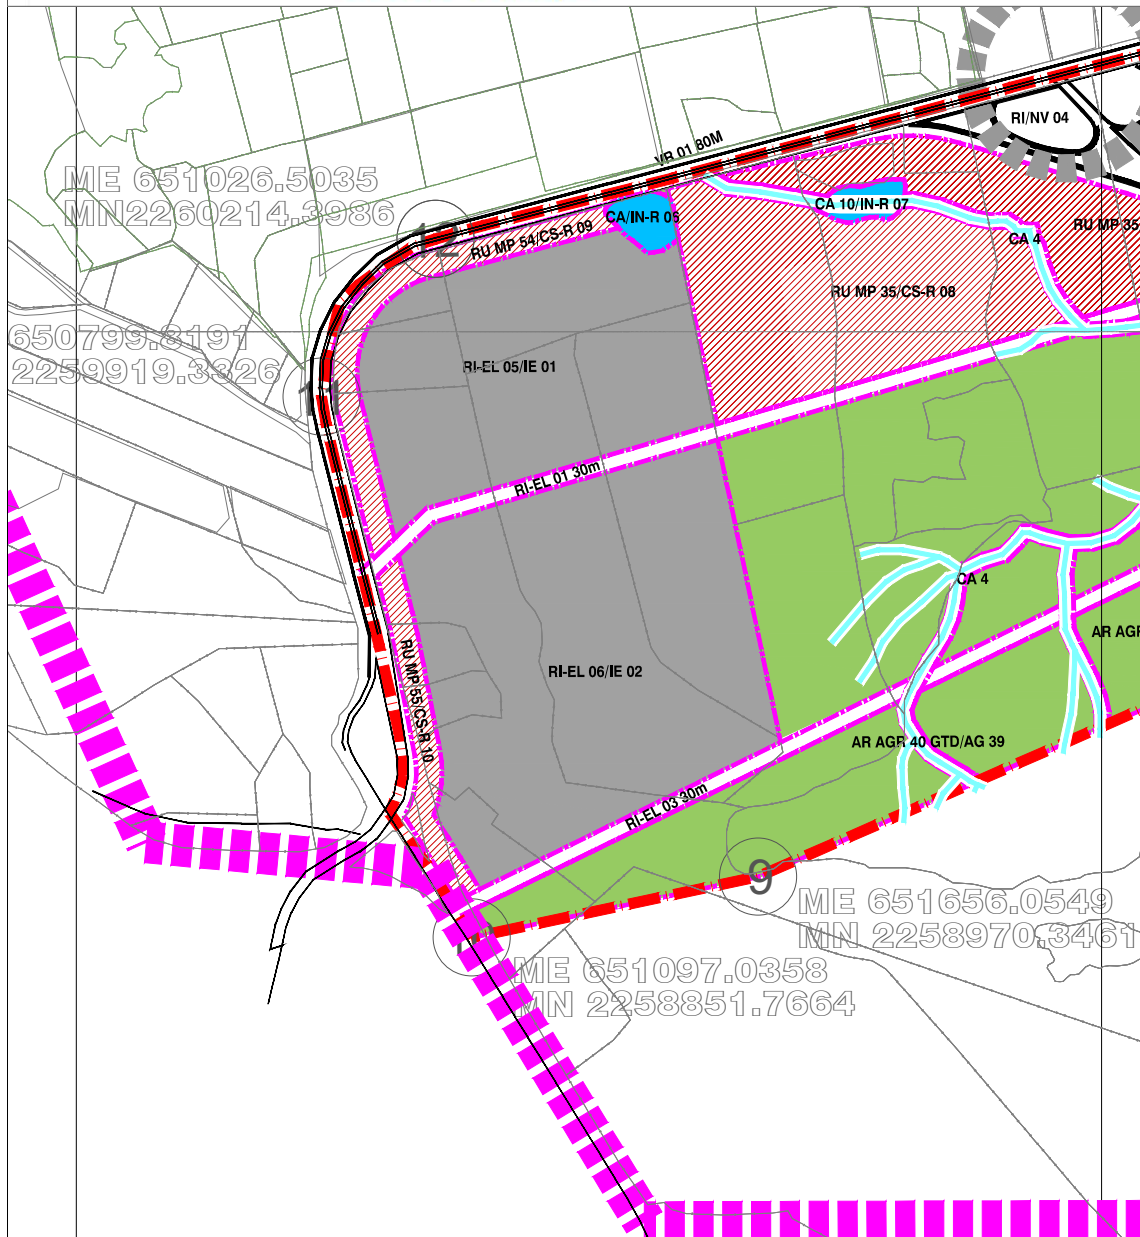 RI/NV 04
VR 01 80M
ME 651026.5035
MN2260214.3986
CA 10/IN-R 07
CA/IN-R 05
RU MP 35
12
RU MP 54/CS-R 09
CA 4
RU MP 35/CS-R 08
650799.8191
2259919.3326
RI-EL 05/IE 01
11
RI-EL 01 30m
CA 4
AR AGR
RU MP 55/CS-R 10
RI-EL 06/IE 02
AR AGR 40 GTD/AG 39
RI-EL 03 30m
9
ME 651656.0549
MN 2258970.3461
ME 651097.0358
MN 2258851.7664